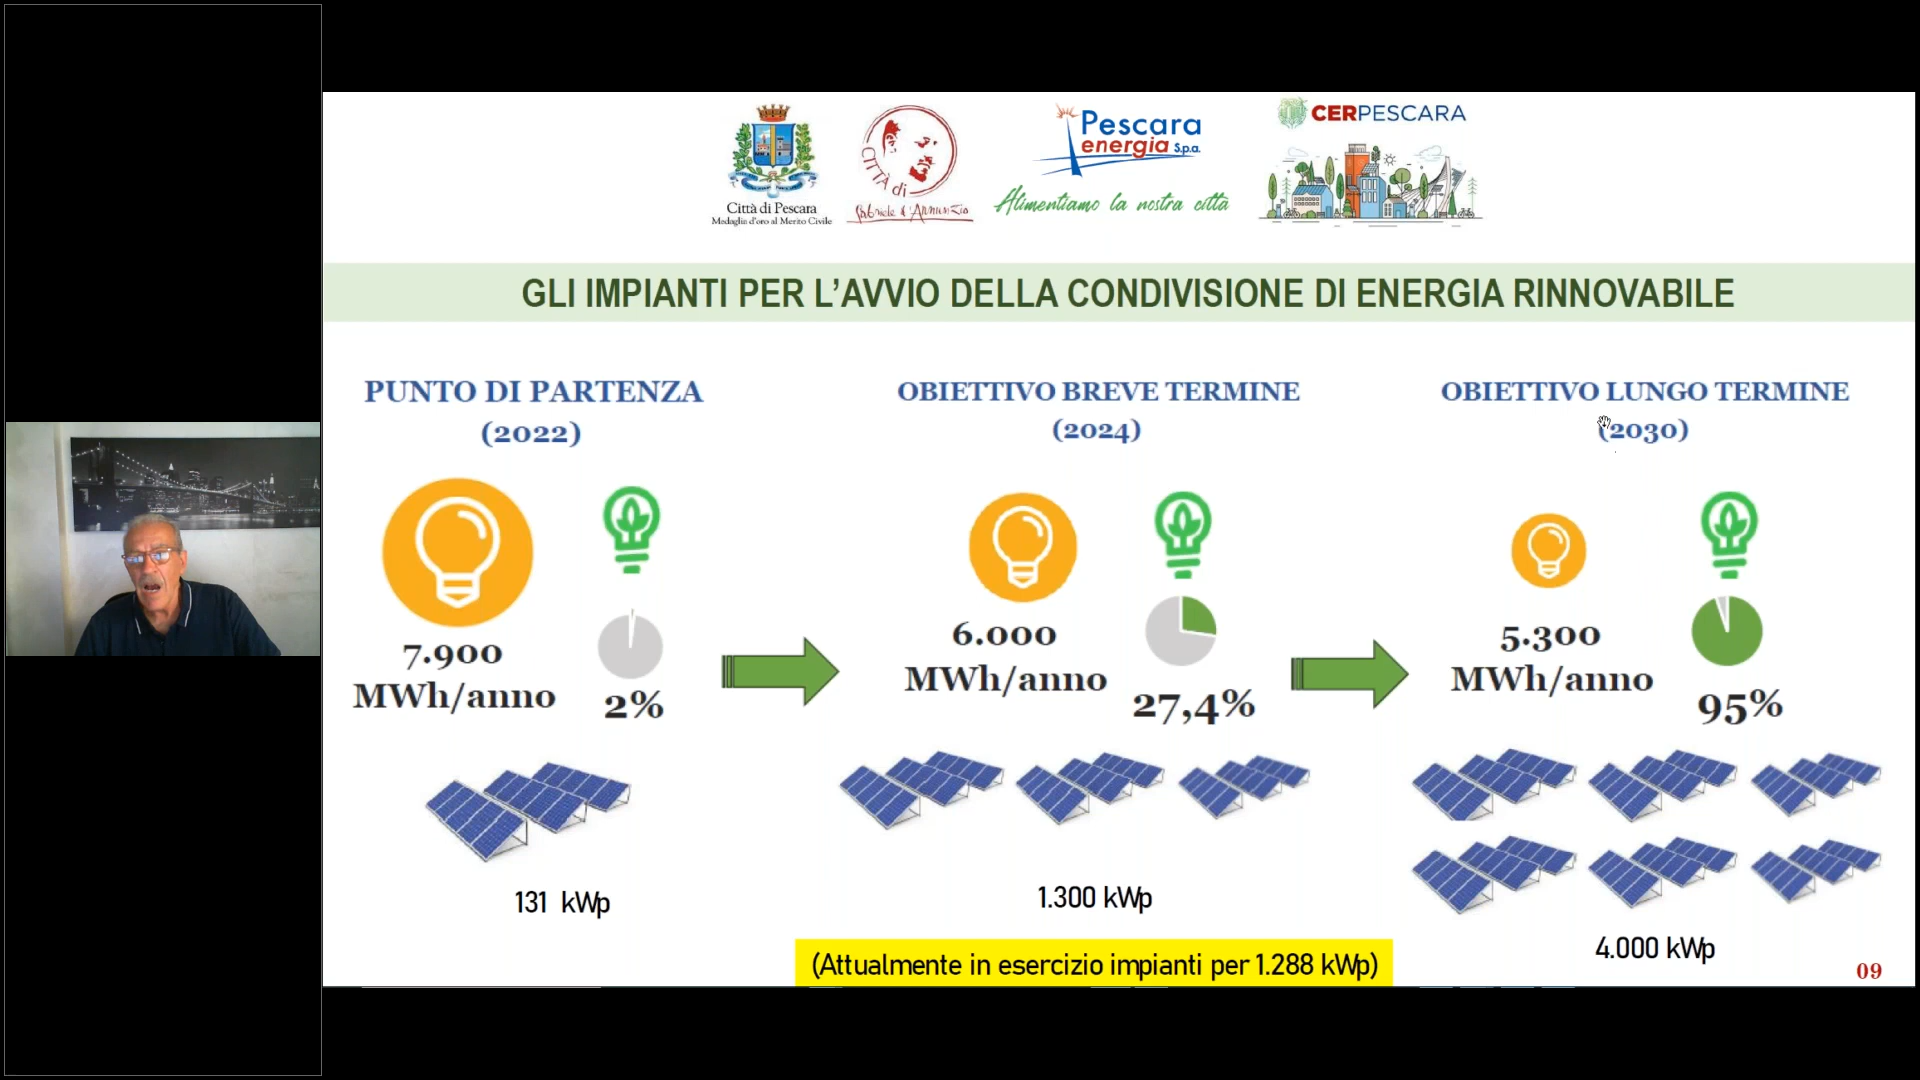 Città di Pescara
Medaglia d'oro al Merito Civile
CITTÀ di
Gabriele d'Annunzio
Pescara
energia S.p.a.
Alimentiamo la nostra città
CERPESCARA
GLI IMPIANTI PER L'AVVIO DELLA CONDIVISIONE DI ENERGIA RINNOVABILE
PUNTO DI PARTENZA
(2022)
7.900
MWh/anno
2%
131 kWp
OBIETTIVO BREVE TERMINE
(2024)
6.000
MWh/anno
27,4%
1.300 kWp
(Attualmente in esercizio impianti per 1.288 kWp)
OBIETTIVO LUNGO TERMINE
(2030)
5.300
MWh/anno
95%
4.000 kWp
09